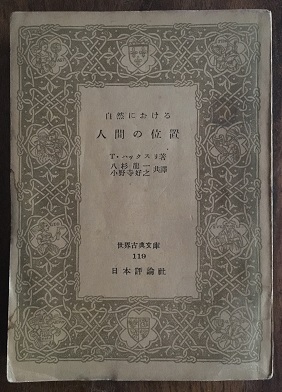 自然における
人間の位置
T・ハックスリ著
八杉龍一
小野寺好之
共譯
世界古典文庫
119
日本評論社